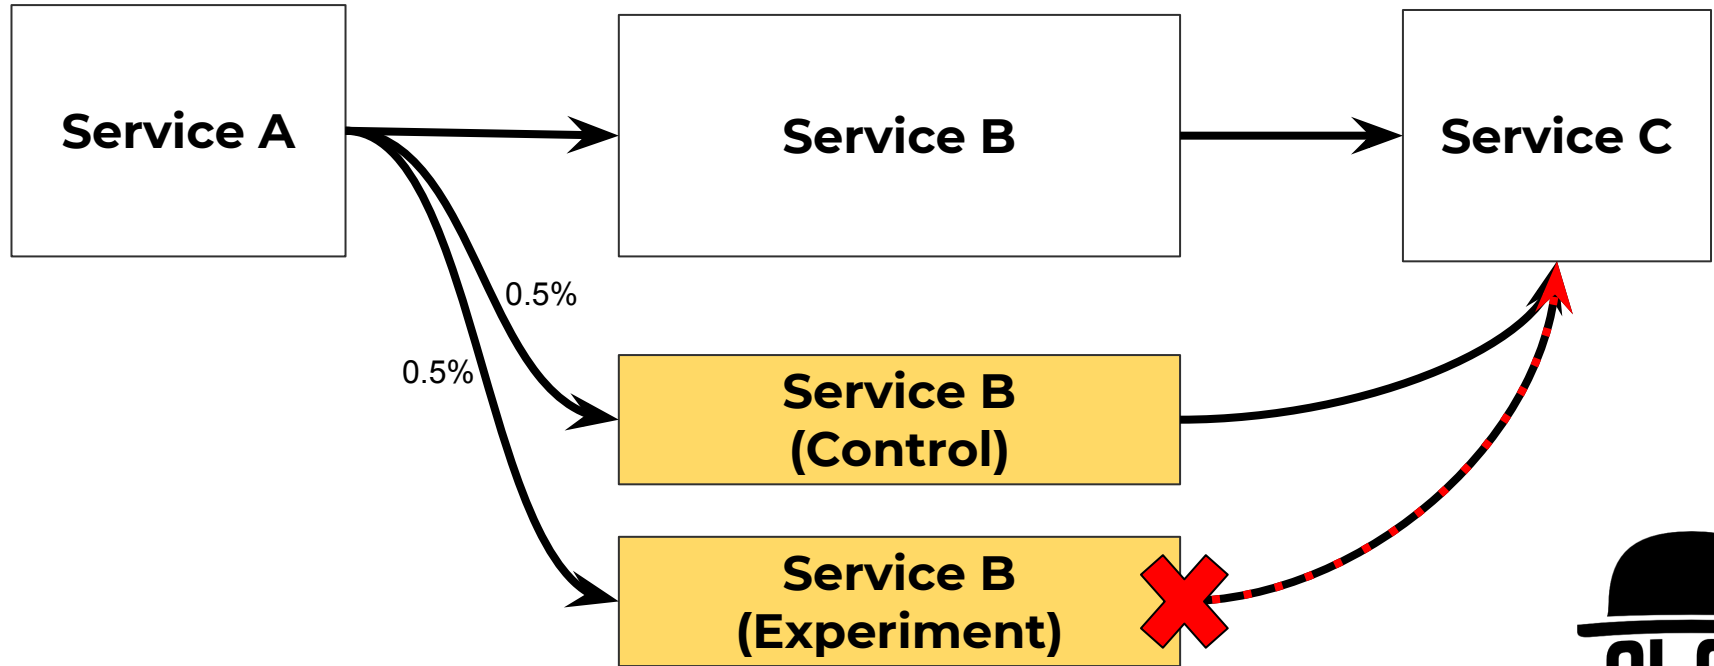 Service A
Service B
Service C
0.5%
0.5%
Service B
(Control)
Service B
(Experiment)